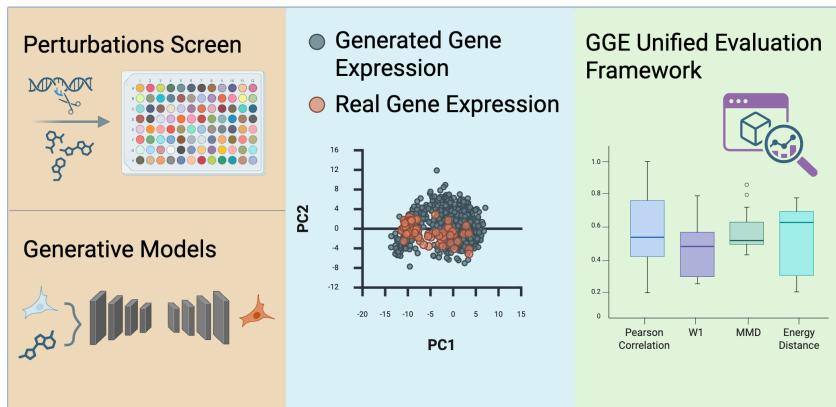 Perturbations Screen
Generative Models
Generated Gene
Expression
Real Gene Expression
16
12
8
4
0
-4
-8
-12
PC2
-20 -15 -10 -5 0 5 10 15
PC1
GGE Unified Evaluation
Framework
1.0
0.8
0.6
0.4
0.2
0
Pearson
Correlation
W1
MMD
Energy
Distance